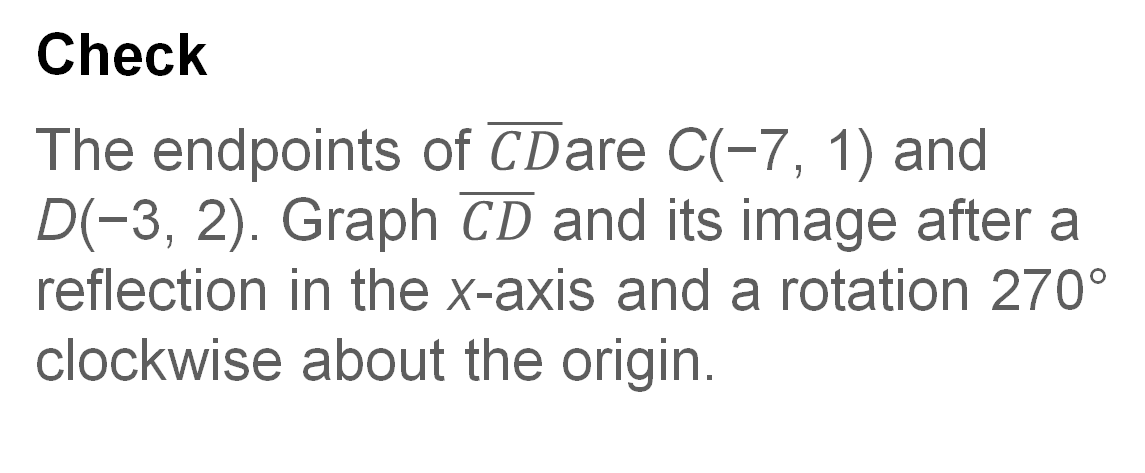 Check
The endpoints of C̅D̅are C(−7, 1) and
D(−3, 2). Graph C̅D̅ and its image after a
reflection in the x-axis and a rotation 270°
clockwise about the origin.